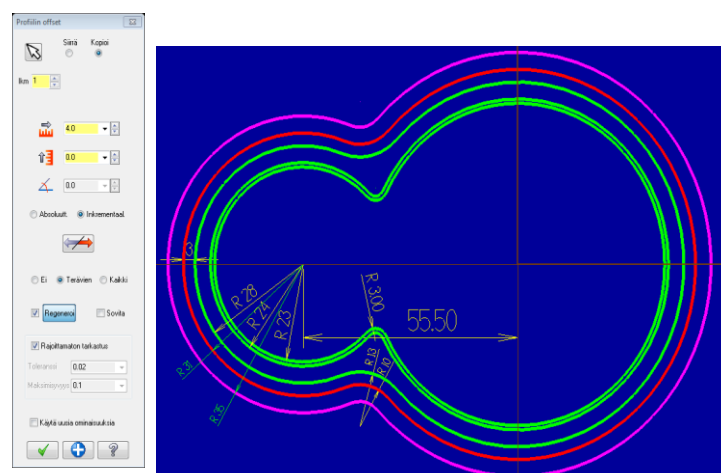 Profiilin offset
Siirrä Kopioi
lkm 1
4.0
0.0
0.0
Absoluutt. Inkrementaal.
Ei Terävien Kaikki
Regeneroi Sovita
Rajoittamaton tarkastus
Toleranssi 0.02
Maksimisyvyys 0.1
Käytä uusia ominaisuuksia
3
R 28
R 24
R 23
R 31
R 35
R 3.00
55.50
R 13
R 10